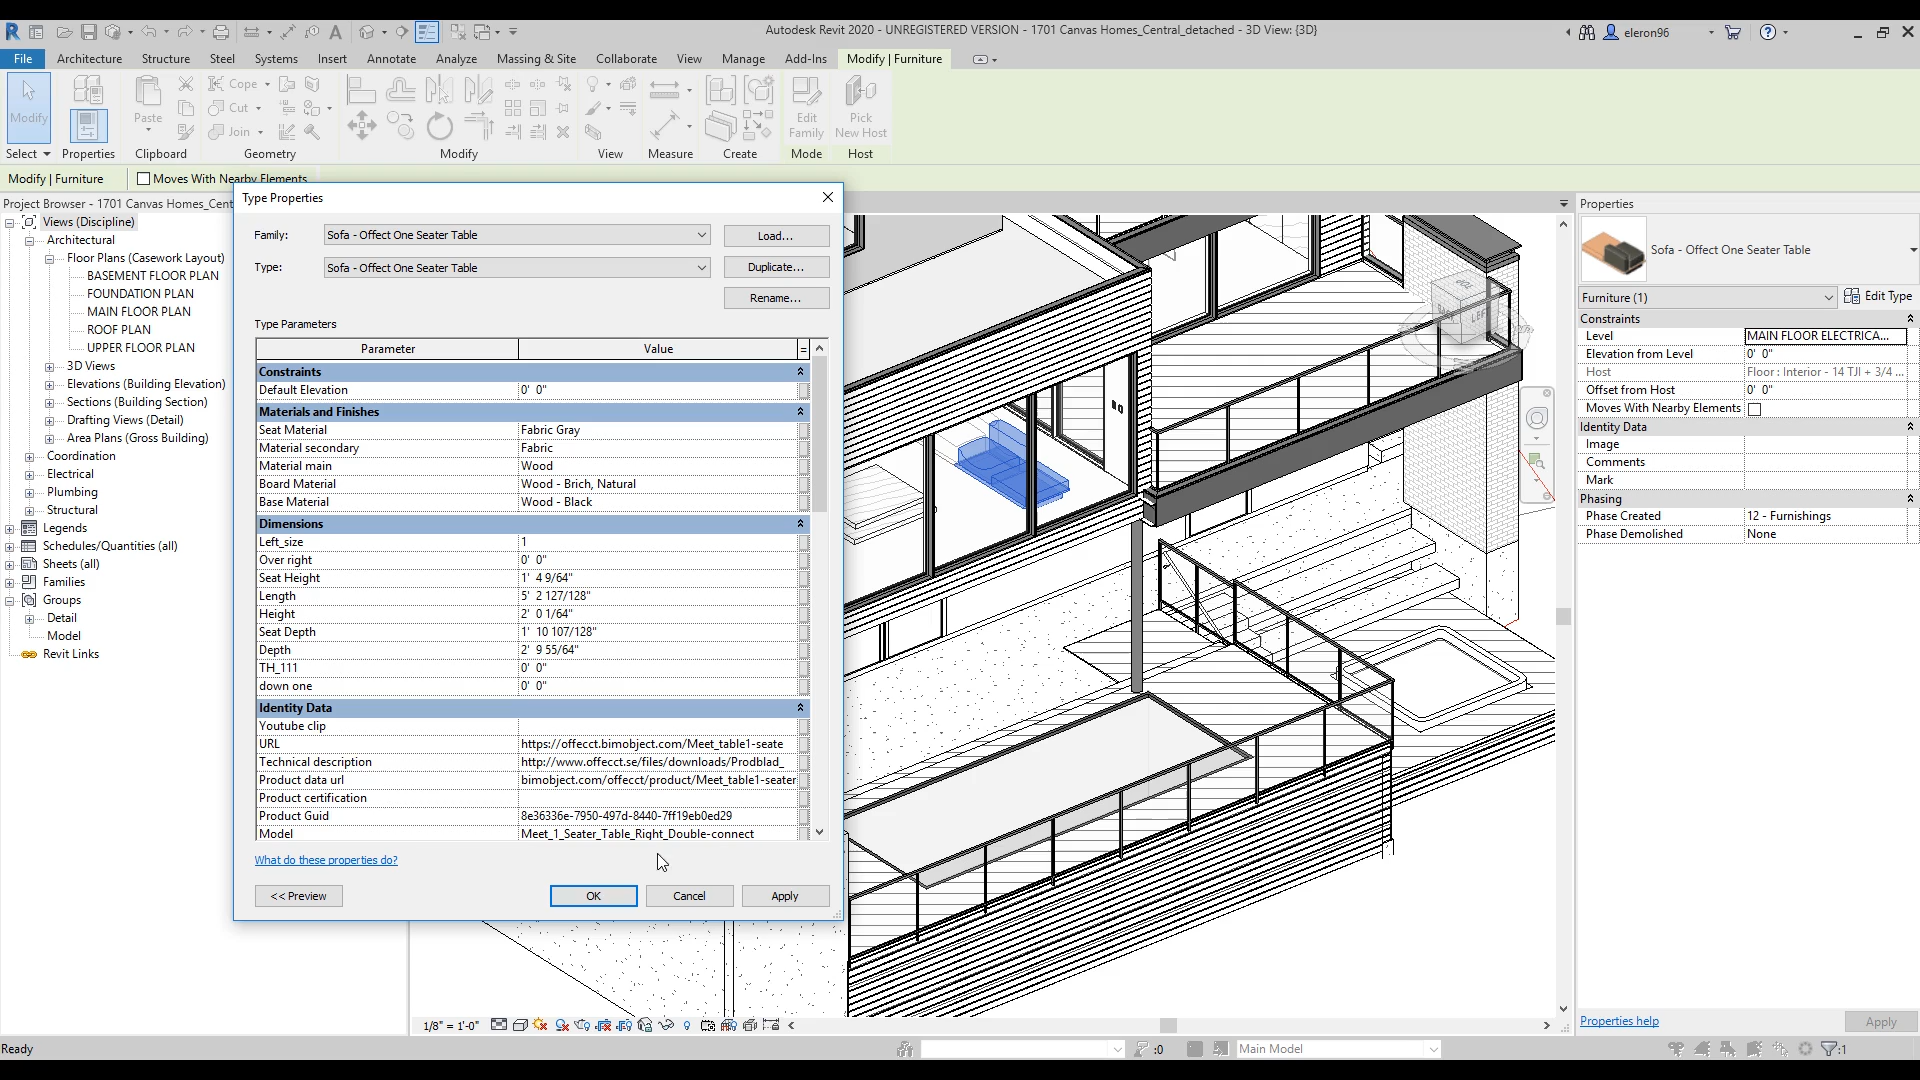 Autodesk Revit 2020 - UNREGISTERED VERSION - 1701 Canvas Homes_Central_detached - 3D View: {3D}
eleron96
File Architecture Structure Steel Systems Insert Annotate Analyze Massing & Site Collaborate View Manage Add-Ins Modify | Furniture
Modify
Paste
Cope
Cut
Join
Edit Family
Pick New Host
Select Properties Clipboard Geometry Modify View Measure Create Mode Host
Modify | Furniture Moves With Nearby Elements
Project Browser - 1701 Canvas Homes_Cent
Views (Discipline)
Architectural
Floor Plans (Casework Layout)
BASEMENT FLOOR PLAN
FOUNDATION PLAN
MAIN FLOOR PLAN
ROOF PLAN
UPPER FLOOR PLAN
3D Views
Elevations (Building Elevation)
Sections (Building Section)
Drafting Views (Detail)
Area Plans (Gross Building)
Coordination
Electrical
Plumbing
Structural
Legends
Schedules/Quantities (all)
Sheets (all)
Families
Groups
Detail
Model
Revit Links
Type Properties
Family: Sofa - Offect One Seater Table Load...
Type: Sofa - Offect One Seater Table Duplicate...
Rename...
Type Parameters
Parameter Value =
Constraints
Default Elevation 0' 0"
Materials and Finishes
Seat Material Fabric Gray
Material secondary Fabric
Material main Wood
Board Material Wood - Brich, Natural
Base Material Wood - Black
Dimensions
Left_size 1
Over right 0' 0"
Seat Height 1' 4 9/64"
Length 5' 2 127/128"
Height 2' 0 1/64"
Seat Depth 1' 10 107/128"
Depth 2' 9 55/64"
TH_111 0' 0"
down one 0' 0"
Identity Data
Youtube clip
URL https://offecct.bimobject.com/Meet_table1-seate
Technical description http://www.offecct.se/files/downloads/Prodblad_
Product data url bimobject.com/offecct/product/Meet_table1-seater
Product certification
Product Guid 8e36336e-7950-497d-8440-7ff19eb0ed29
Model Meet_1_Seater_Table_Right_Double-connect
What do these properties do?
<< Preview OK Cancel Apply
LEFT
Properties
Sofa - Offect One Seater Table
Furniture (1) Edit Type
Constraints
Level MAIN FLOOR ELECTRICA...
Elevation from Level 0' 0"
Host Floor : Interior - 14 TJI + 3/4 ...
Offset from Host 0' 0"
Moves With Nearby Elements
Identity Data
Image
Comments
Mark
Phasing
Phase Created 12 - Furnishings
Phase Demolished None
Properties help Apply
1/8" = 1'-0"
Ready
:0
Main Model
:1